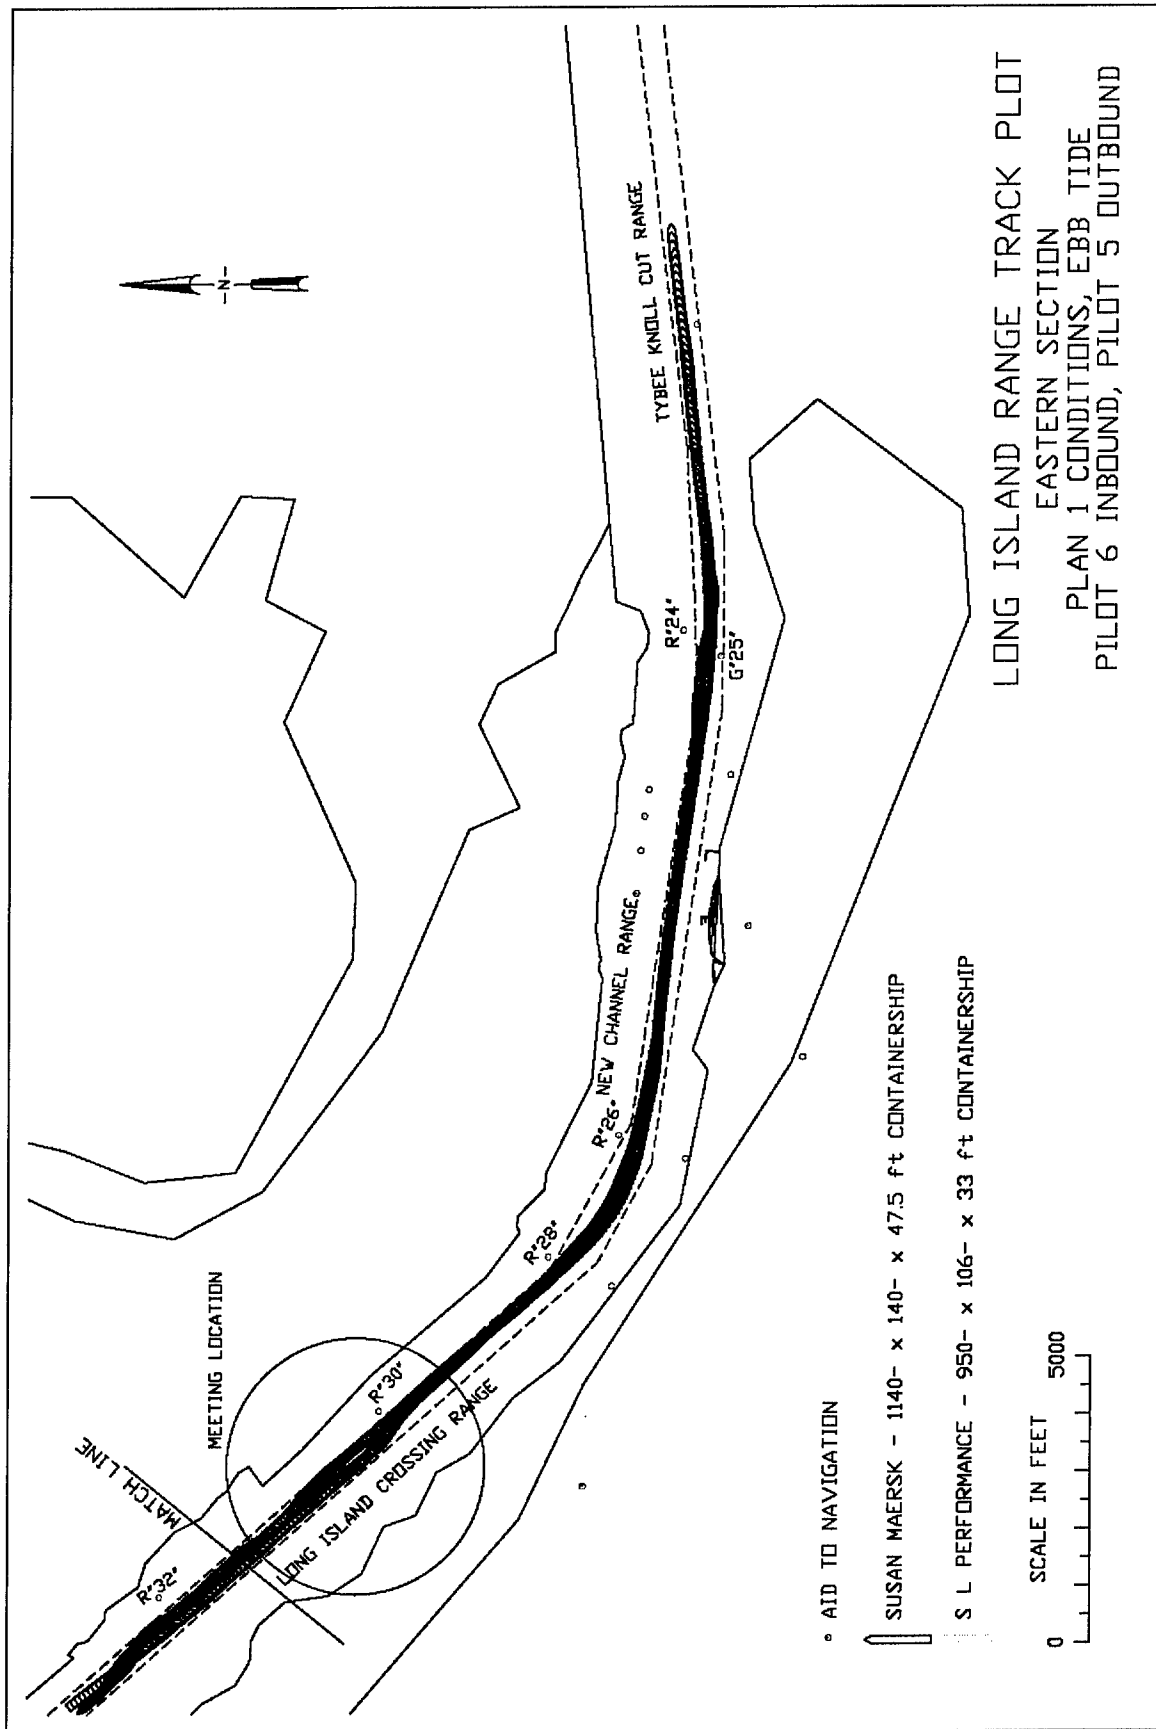 LONG ISLAND RANGE TRACK PLOT
EASTERN SECTION
PLAN 1 CONDITIONS, EBB TIDE
PILOT 6 INBOUND, PILOT 5 OUTBOUND
-N-
MEETING LOCATION
MATCH LINE
R"32"
R"30"
LONG ISLAND CROSSING RANGE
R"28"
R"26"
NEW CHANNEL RANGE
R"24"
G"25"
TYBEE KNOLL CUT RANGE
AID TO NAVIGATION
SUSAN MAERSK - 1140- x 140- x 47.5 ft CONTAINERSHIP
S L PERFORMANCE - 950- x 106- x 33 ft CONTAINERSHIP
SCALE IN FEET
0 5000